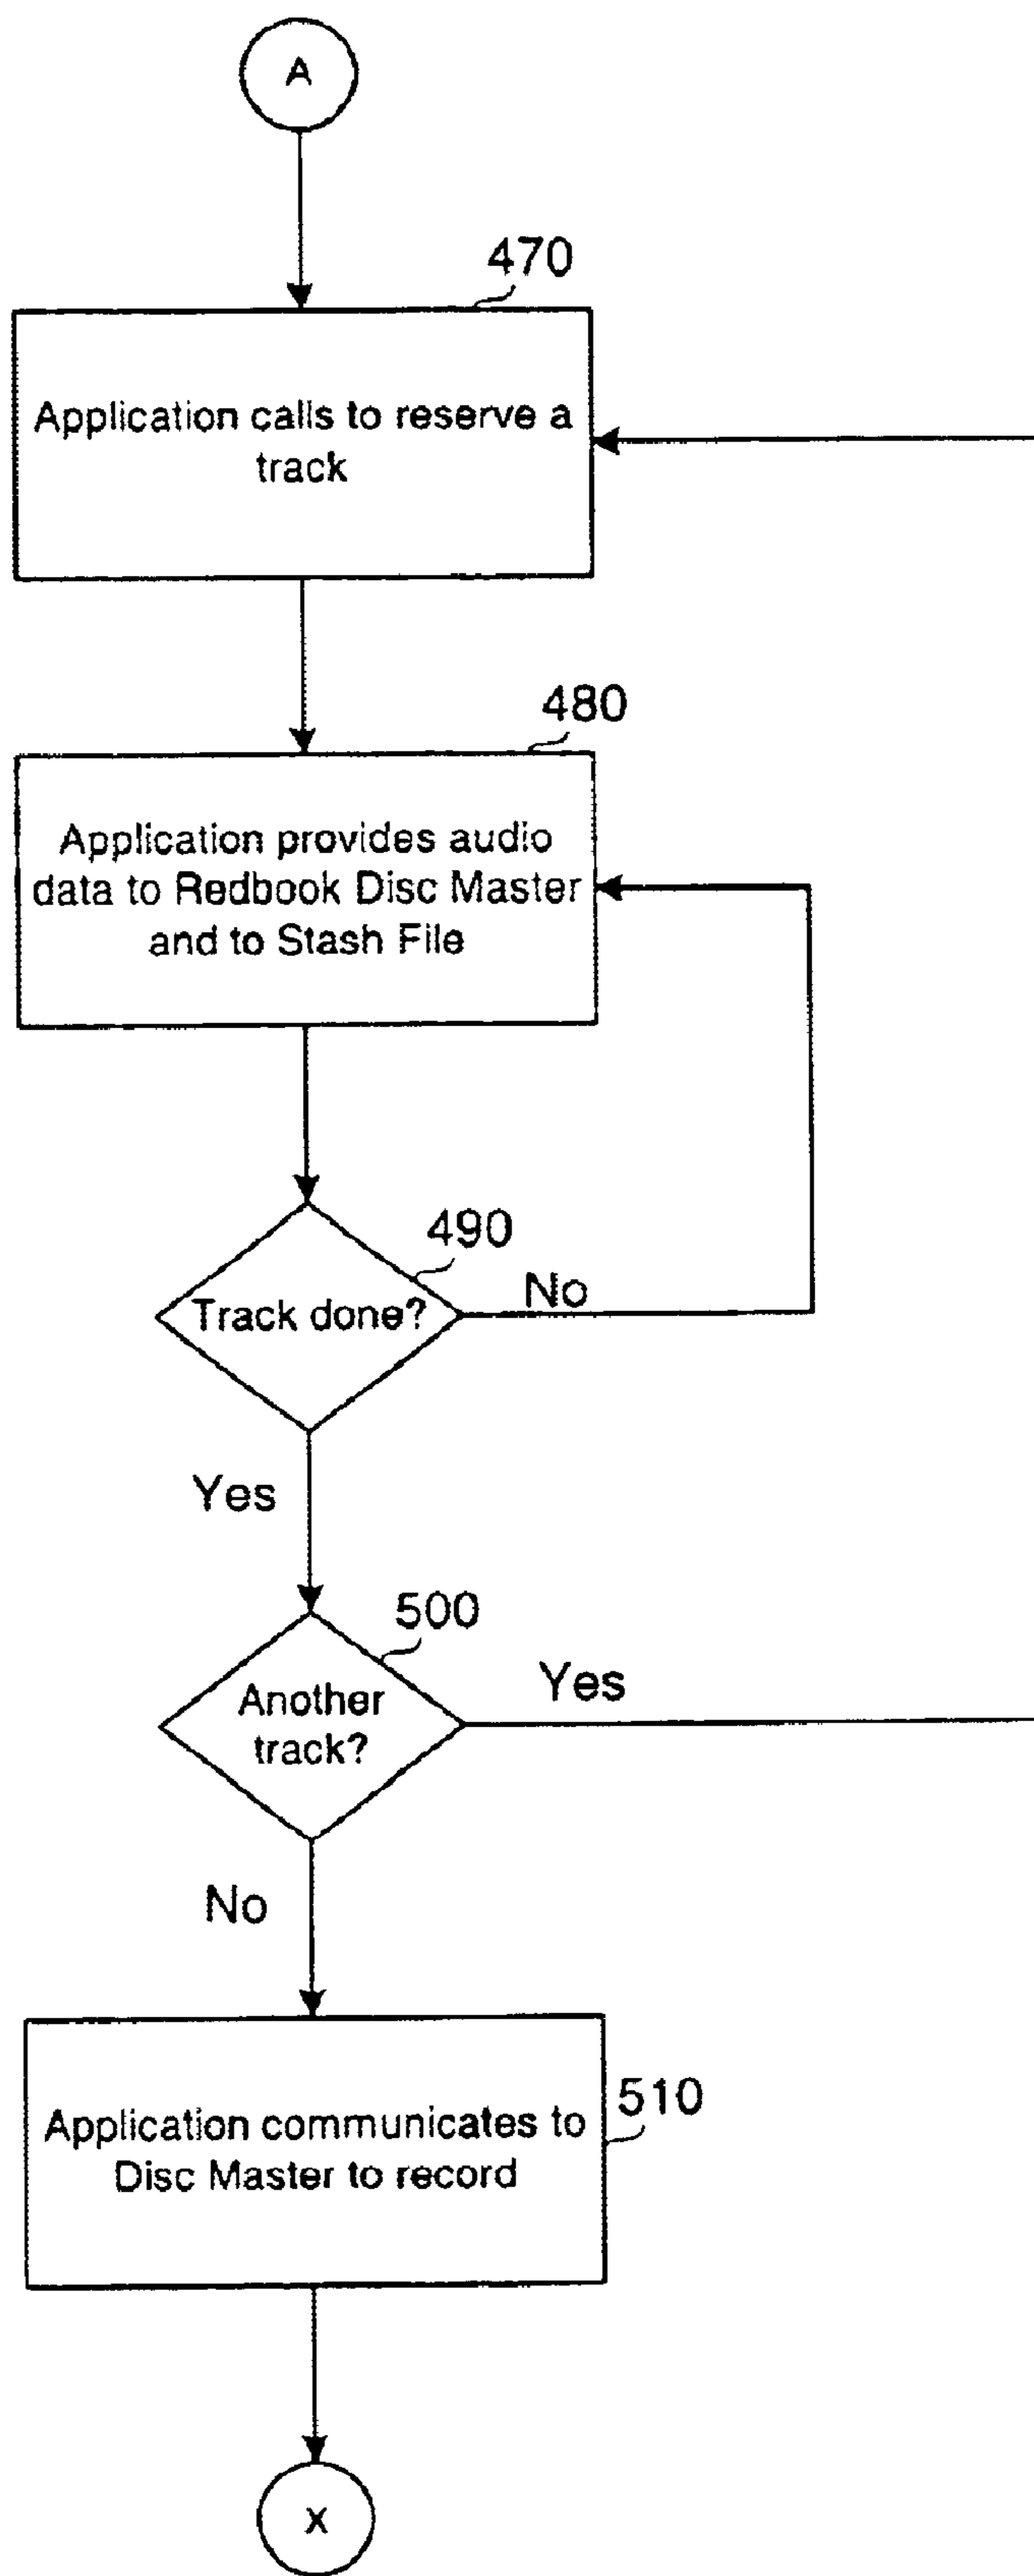 A
470
Application calls to reserve a
track
480
Application provides audio
data to Redbook Disc Master
and to Stash File
490
Track done?
No
Yes
500
Another
track?
Yes
No
510
Application communicates to
Disc Master to record
X